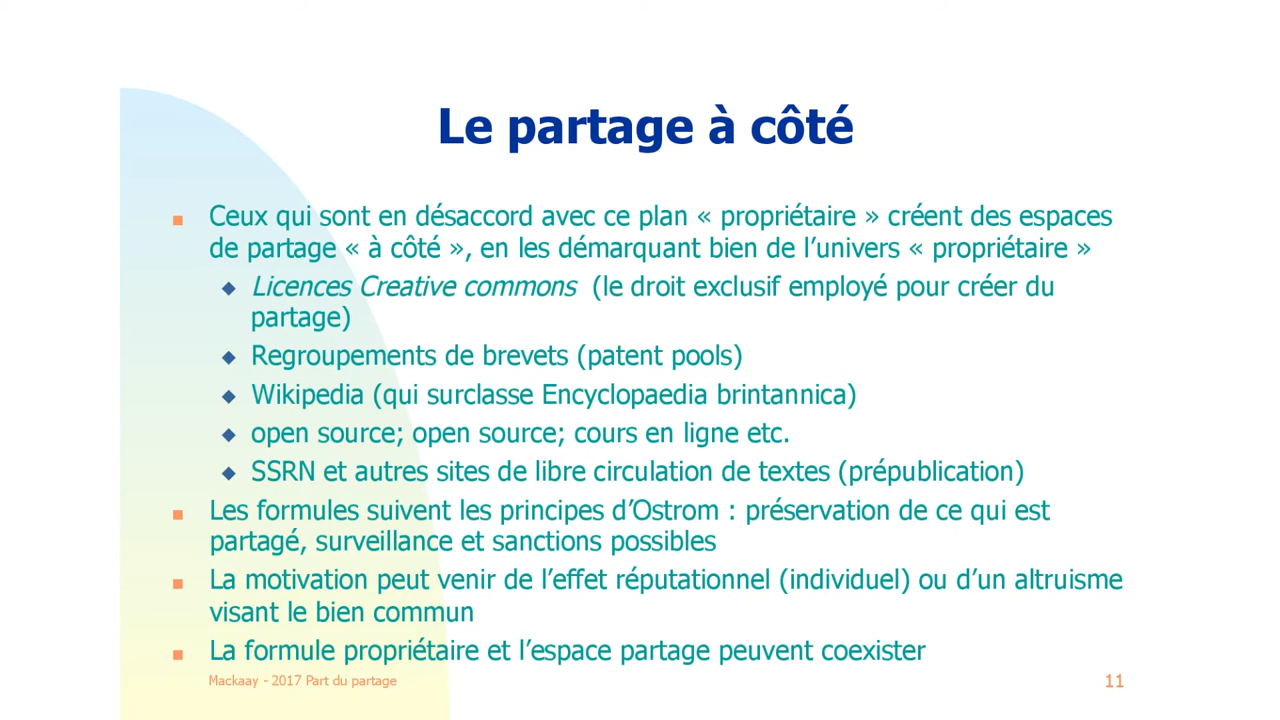 Le partage à côté
Ceux qui sont en désaccord avec ce plan « propriétaire » créent des espaces
de partage « à côté », en les démarquant bien de l’univers « propriétaire »
Licences Creative commons (le droit exclusif employé pour créer du
partage)
Regroupements de brevets (patent pools)
Wikipedia (qui surclasse Encyclopaedia brintannica)
open source; open source; cours en ligne etc.
SSRN et autres sites de libre circulation de textes (prépublication)
Les formules suivent les principes d’Ostrom : préservation de ce qui est
partagé, surveillance et sanctions possibles
La motivation peut venir de l’effet réputationnel (individuel) ou d’un altruisme
visant le bien commun
La formule propriétaire et l’espace partage peuvent coexister
Mackaay - 2017 Part du partage
11